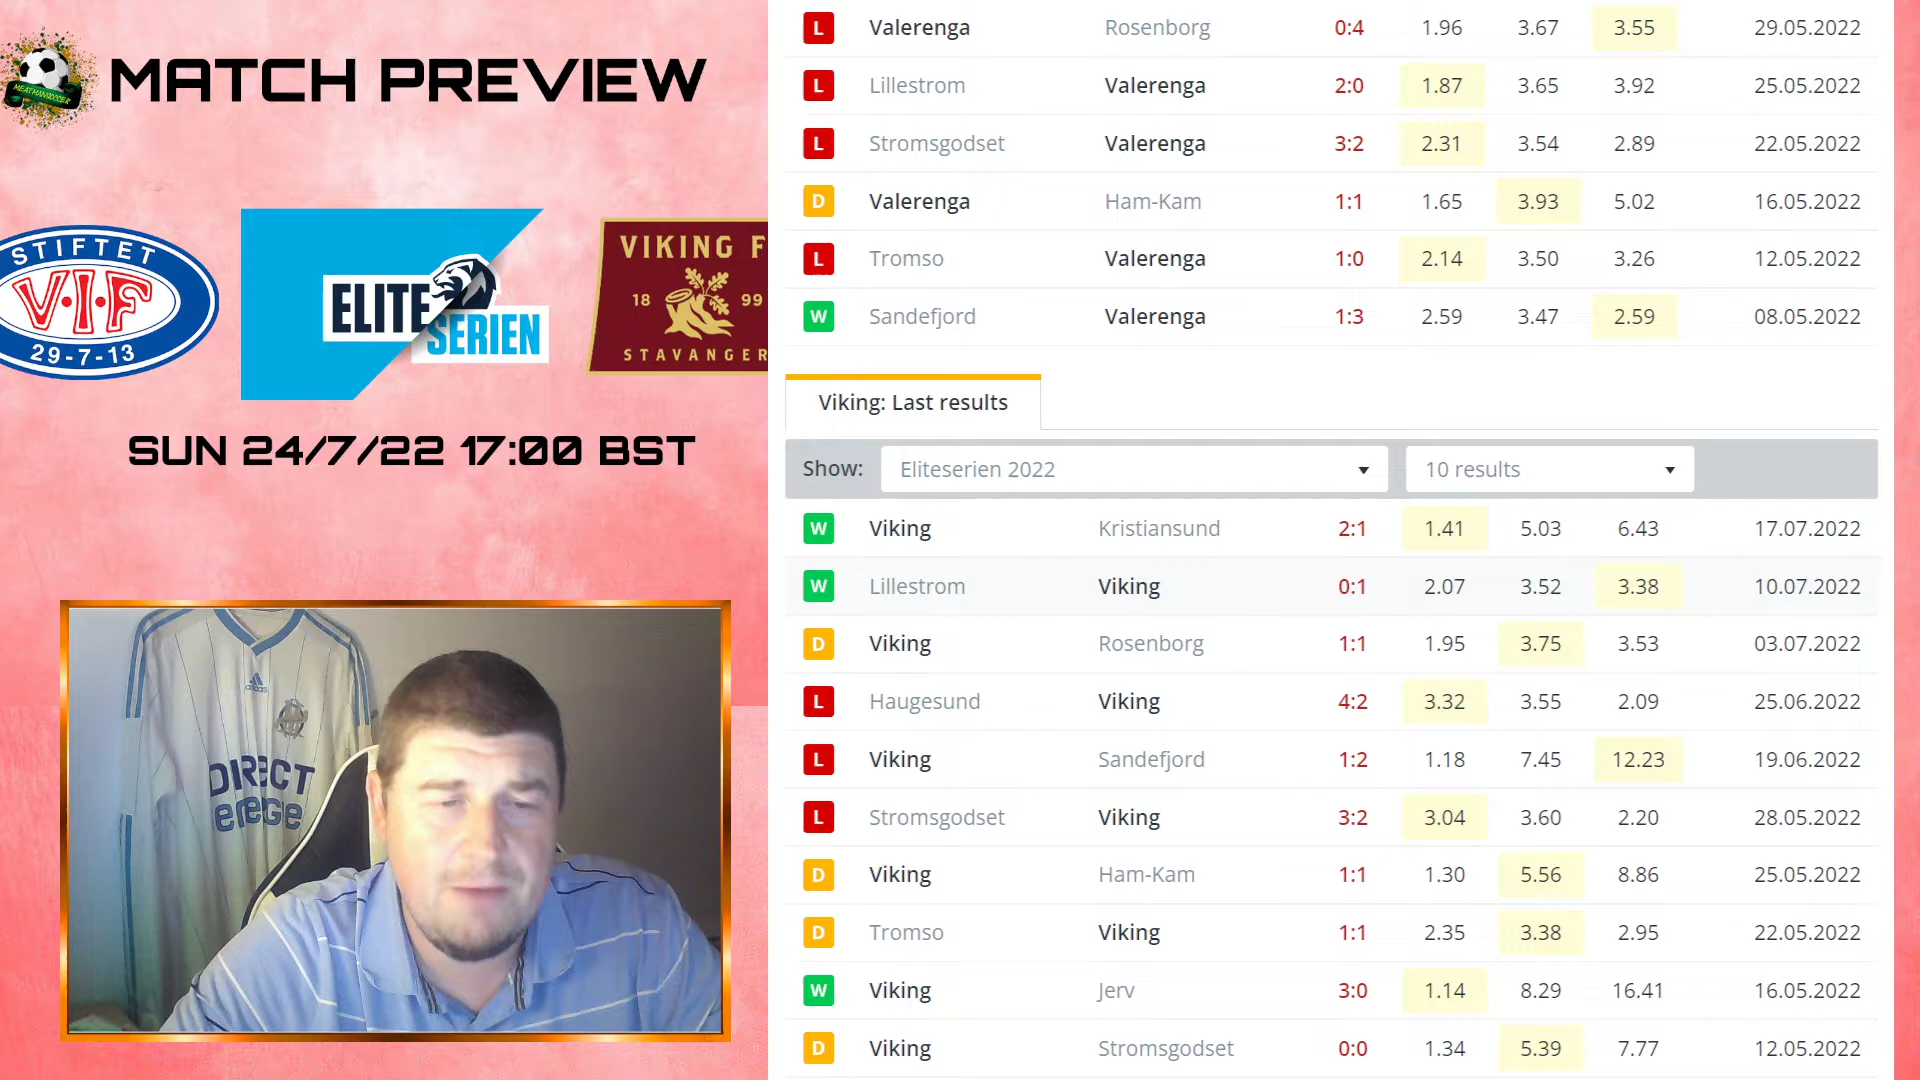 MEATMANSOCCER
MATCH PREVIEW
STIFTET
V·I·F
29-7-13
ELITE
SERIEN
VIKING F
18 99
STAVANGER
SUN 24/7/22 17:00 BST
adidas
DIRECT
energie
L Valerenga Rosenborg 0:4 1.96 3.67 3.55 29.05.2022
L Lillestrom Valerenga 2:0 1.87 3.65 3.92 25.05.2022
L Stromsgodset Valerenga 3:2 2.31 3.54 2.89 22.05.2022
D Valerenga Ham-Kam 1:1 1.65 3.93 5.02 16.05.2022
L Tromso Valerenga 1:0 2.14 3.50 3.26 12.05.2022
W Sandefjord Valerenga 1:3 2.59 3.47 2.59 08.05.2022
Viking: Last results
Show: Eliteserien 2022 10 results
W Viking Kristiansund 2:1 1.41 5.03 6.43 17.07.2022
W Lillestrom Viking 0:1 2.07 3.52 3.38 10.07.2022
D Viking Rosenborg 1:1 1.95 3.75 3.53 03.07.2022
L Haugesund Viking 4:2 3.32 3.55 2.09 25.06.2022
L Viking Sandefjord 1:2 1.18 7.45 12.23 19.06.2022
L Stromsgodset Viking 3:2 3.04 3.60 2.20 28.05.2022
D Viking Ham-Kam 1:1 1.30 5.56 8.86 25.05.2022
D Tromso Viking 1:1 2.35 3.38 2.95 22.05.2022
W Viking Jerv 3:0 1.14 8.29 16.41 16.05.2022
D Viking Stromsgodset 0:0 1.34 5.39 7.77 12.05.2022